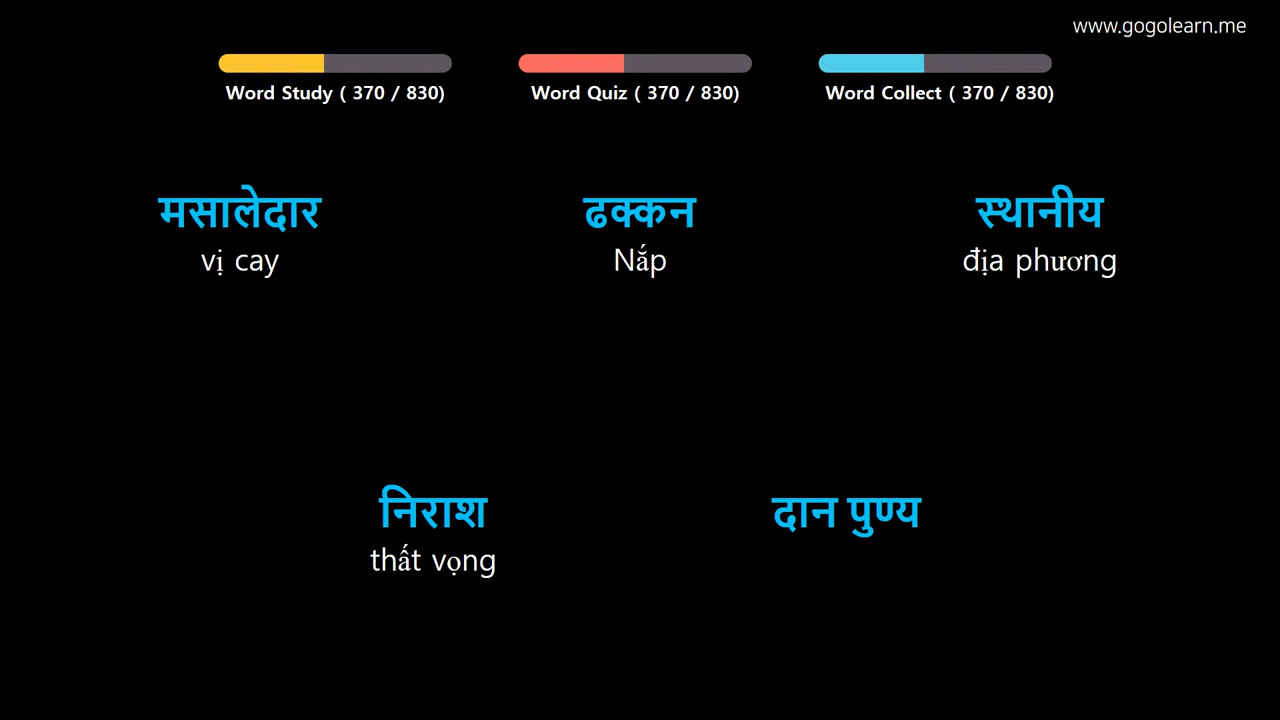 www.gogolearn.me
Word Study ( 370 / 830)
Word Quiz ( 370 / 830)
Word Collect ( 370 / 830)
मसालेदार
vị cay
ढक्कन
Nắp
स्थानीय
địa phương
निराश
thất vọng
दान पुण्य